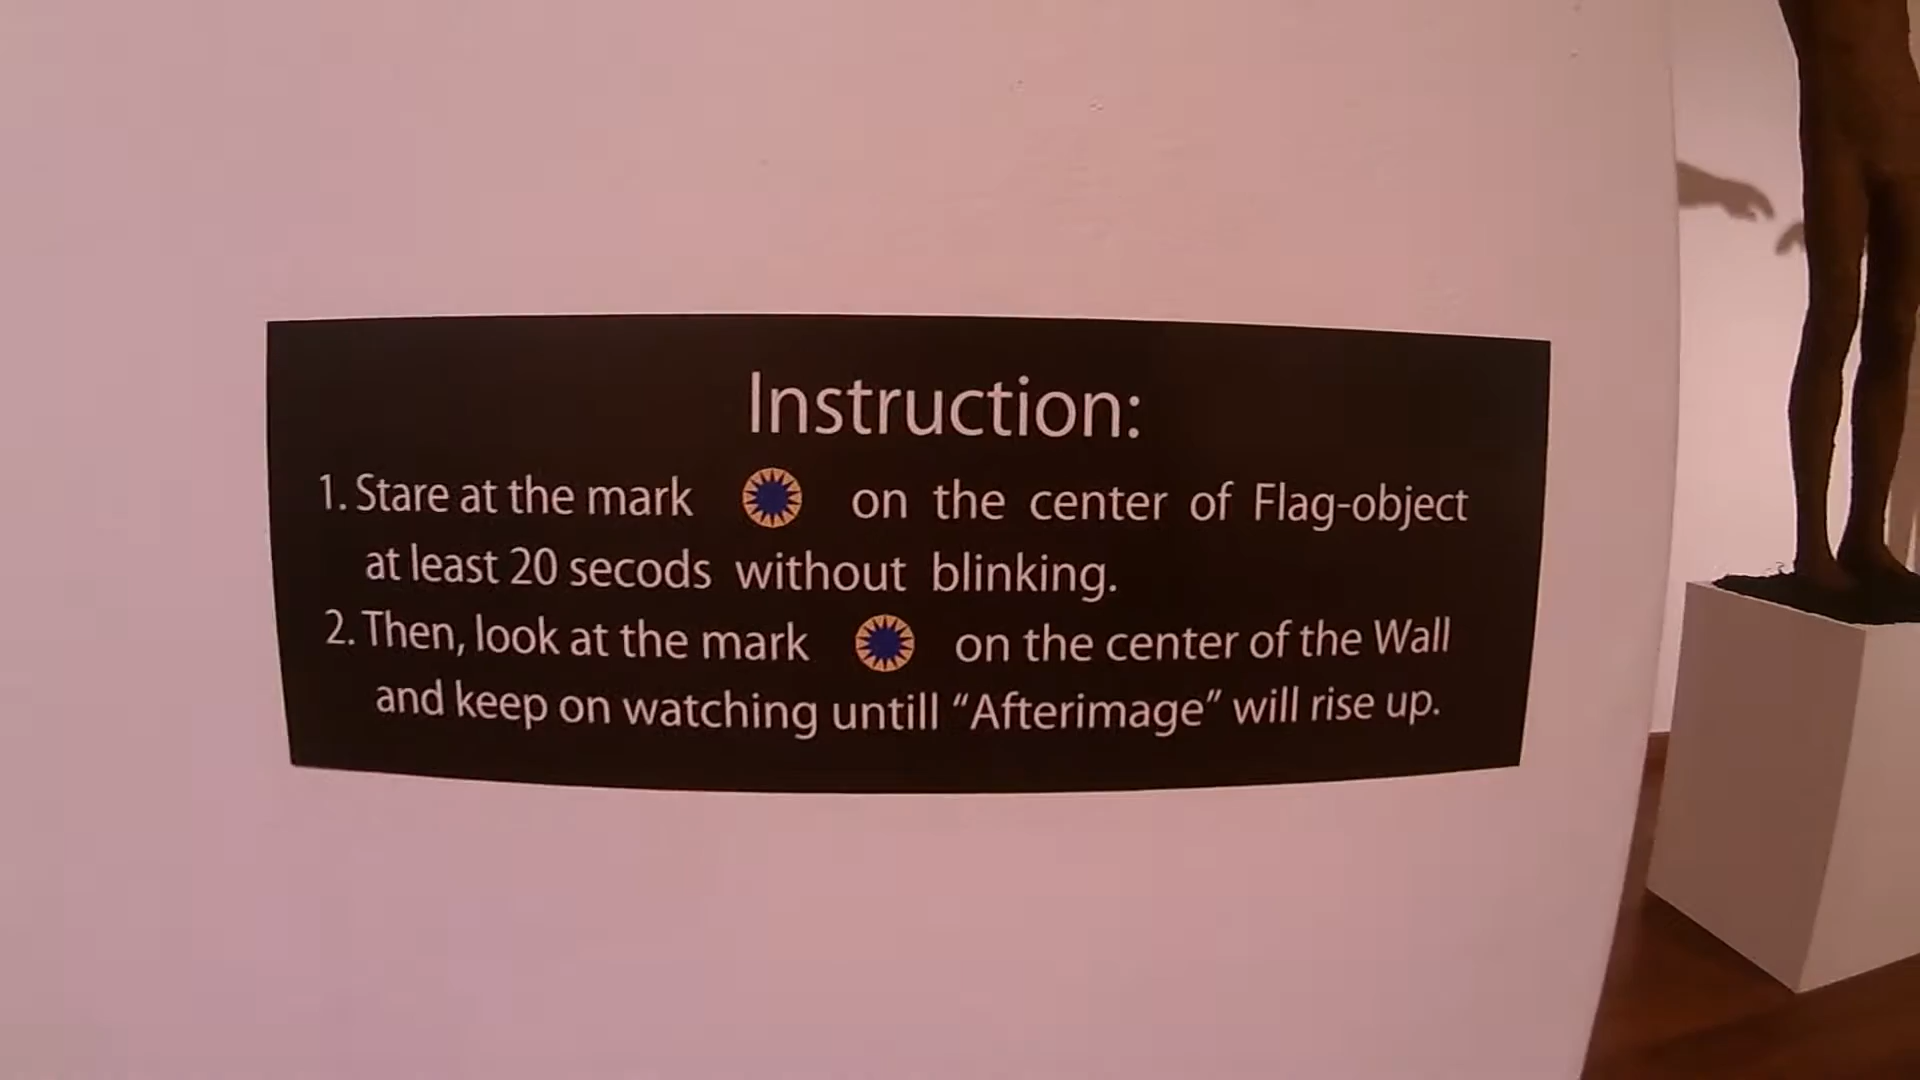 Instruction:
1. Stare at the mark on the center of Flag-object
at least 20 secods without blinking.
2. Then, look at the mark on the center of the Wall
and keep on watching untill “Afterimage” will rise up.